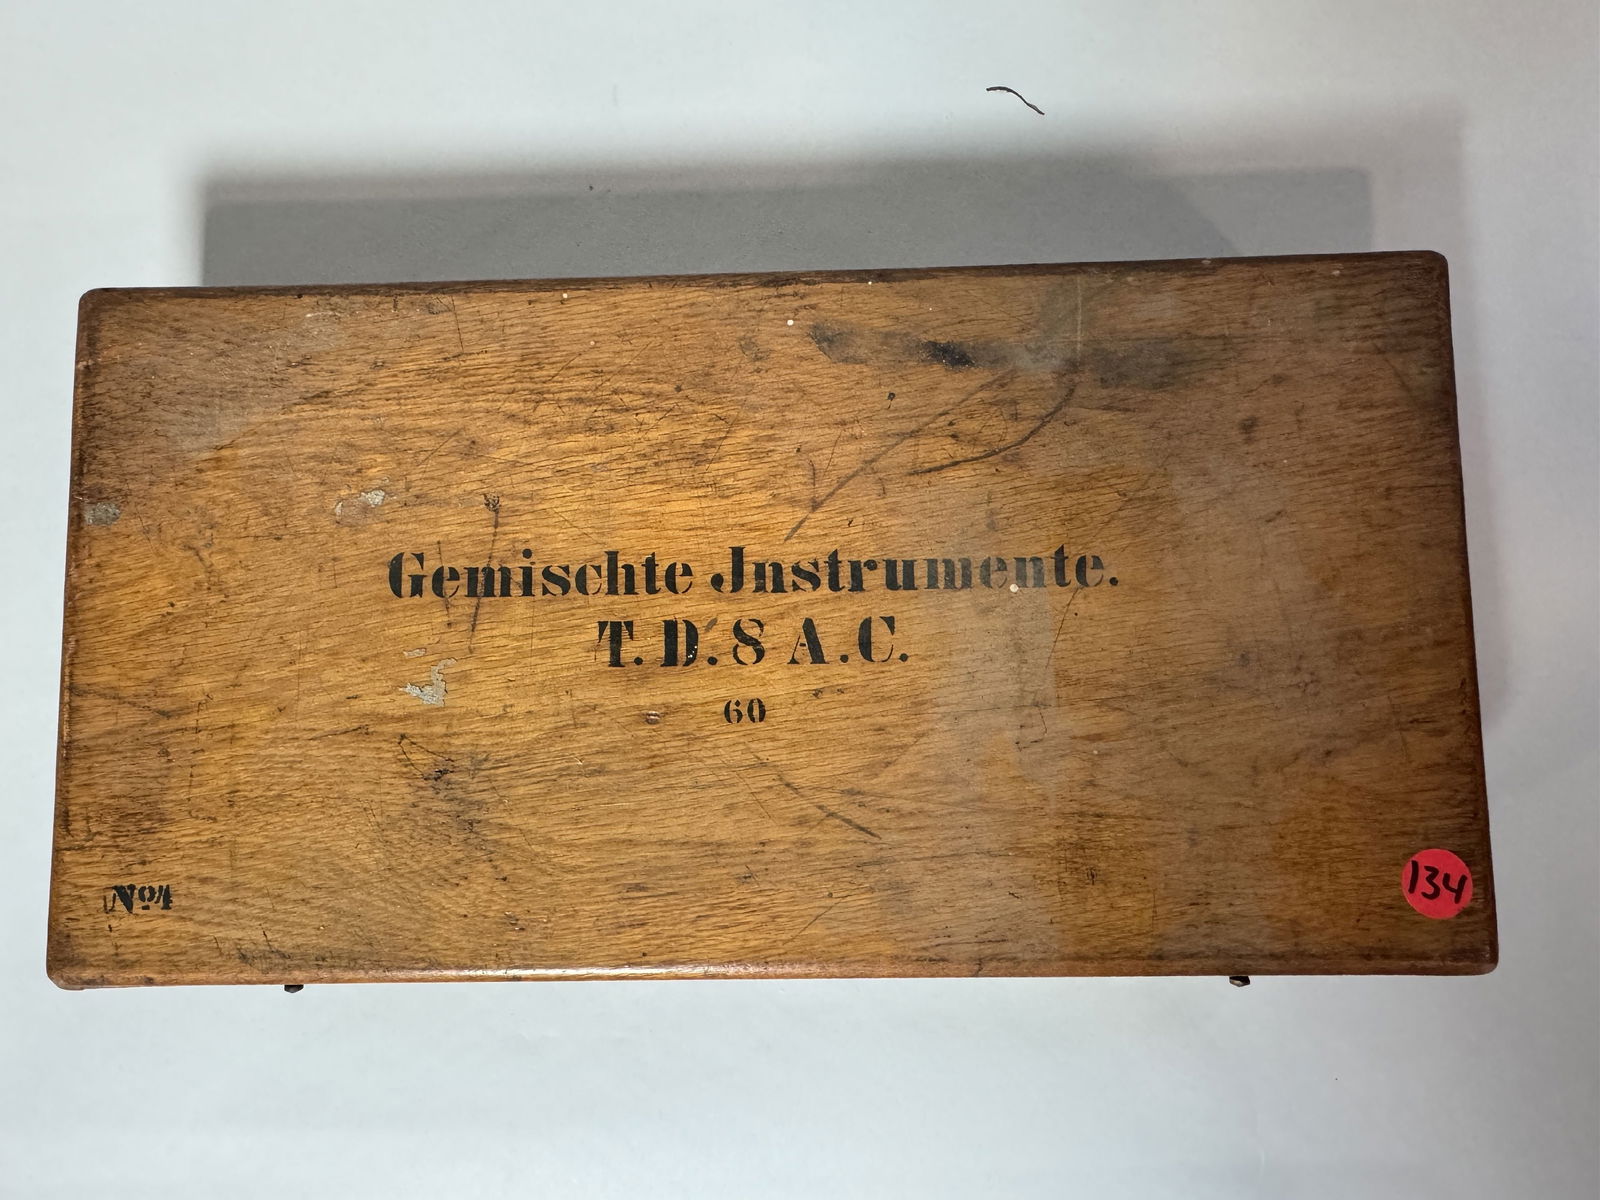 Gemischte Jnstrumente.
T.D.8 A.C.
60
No4
134